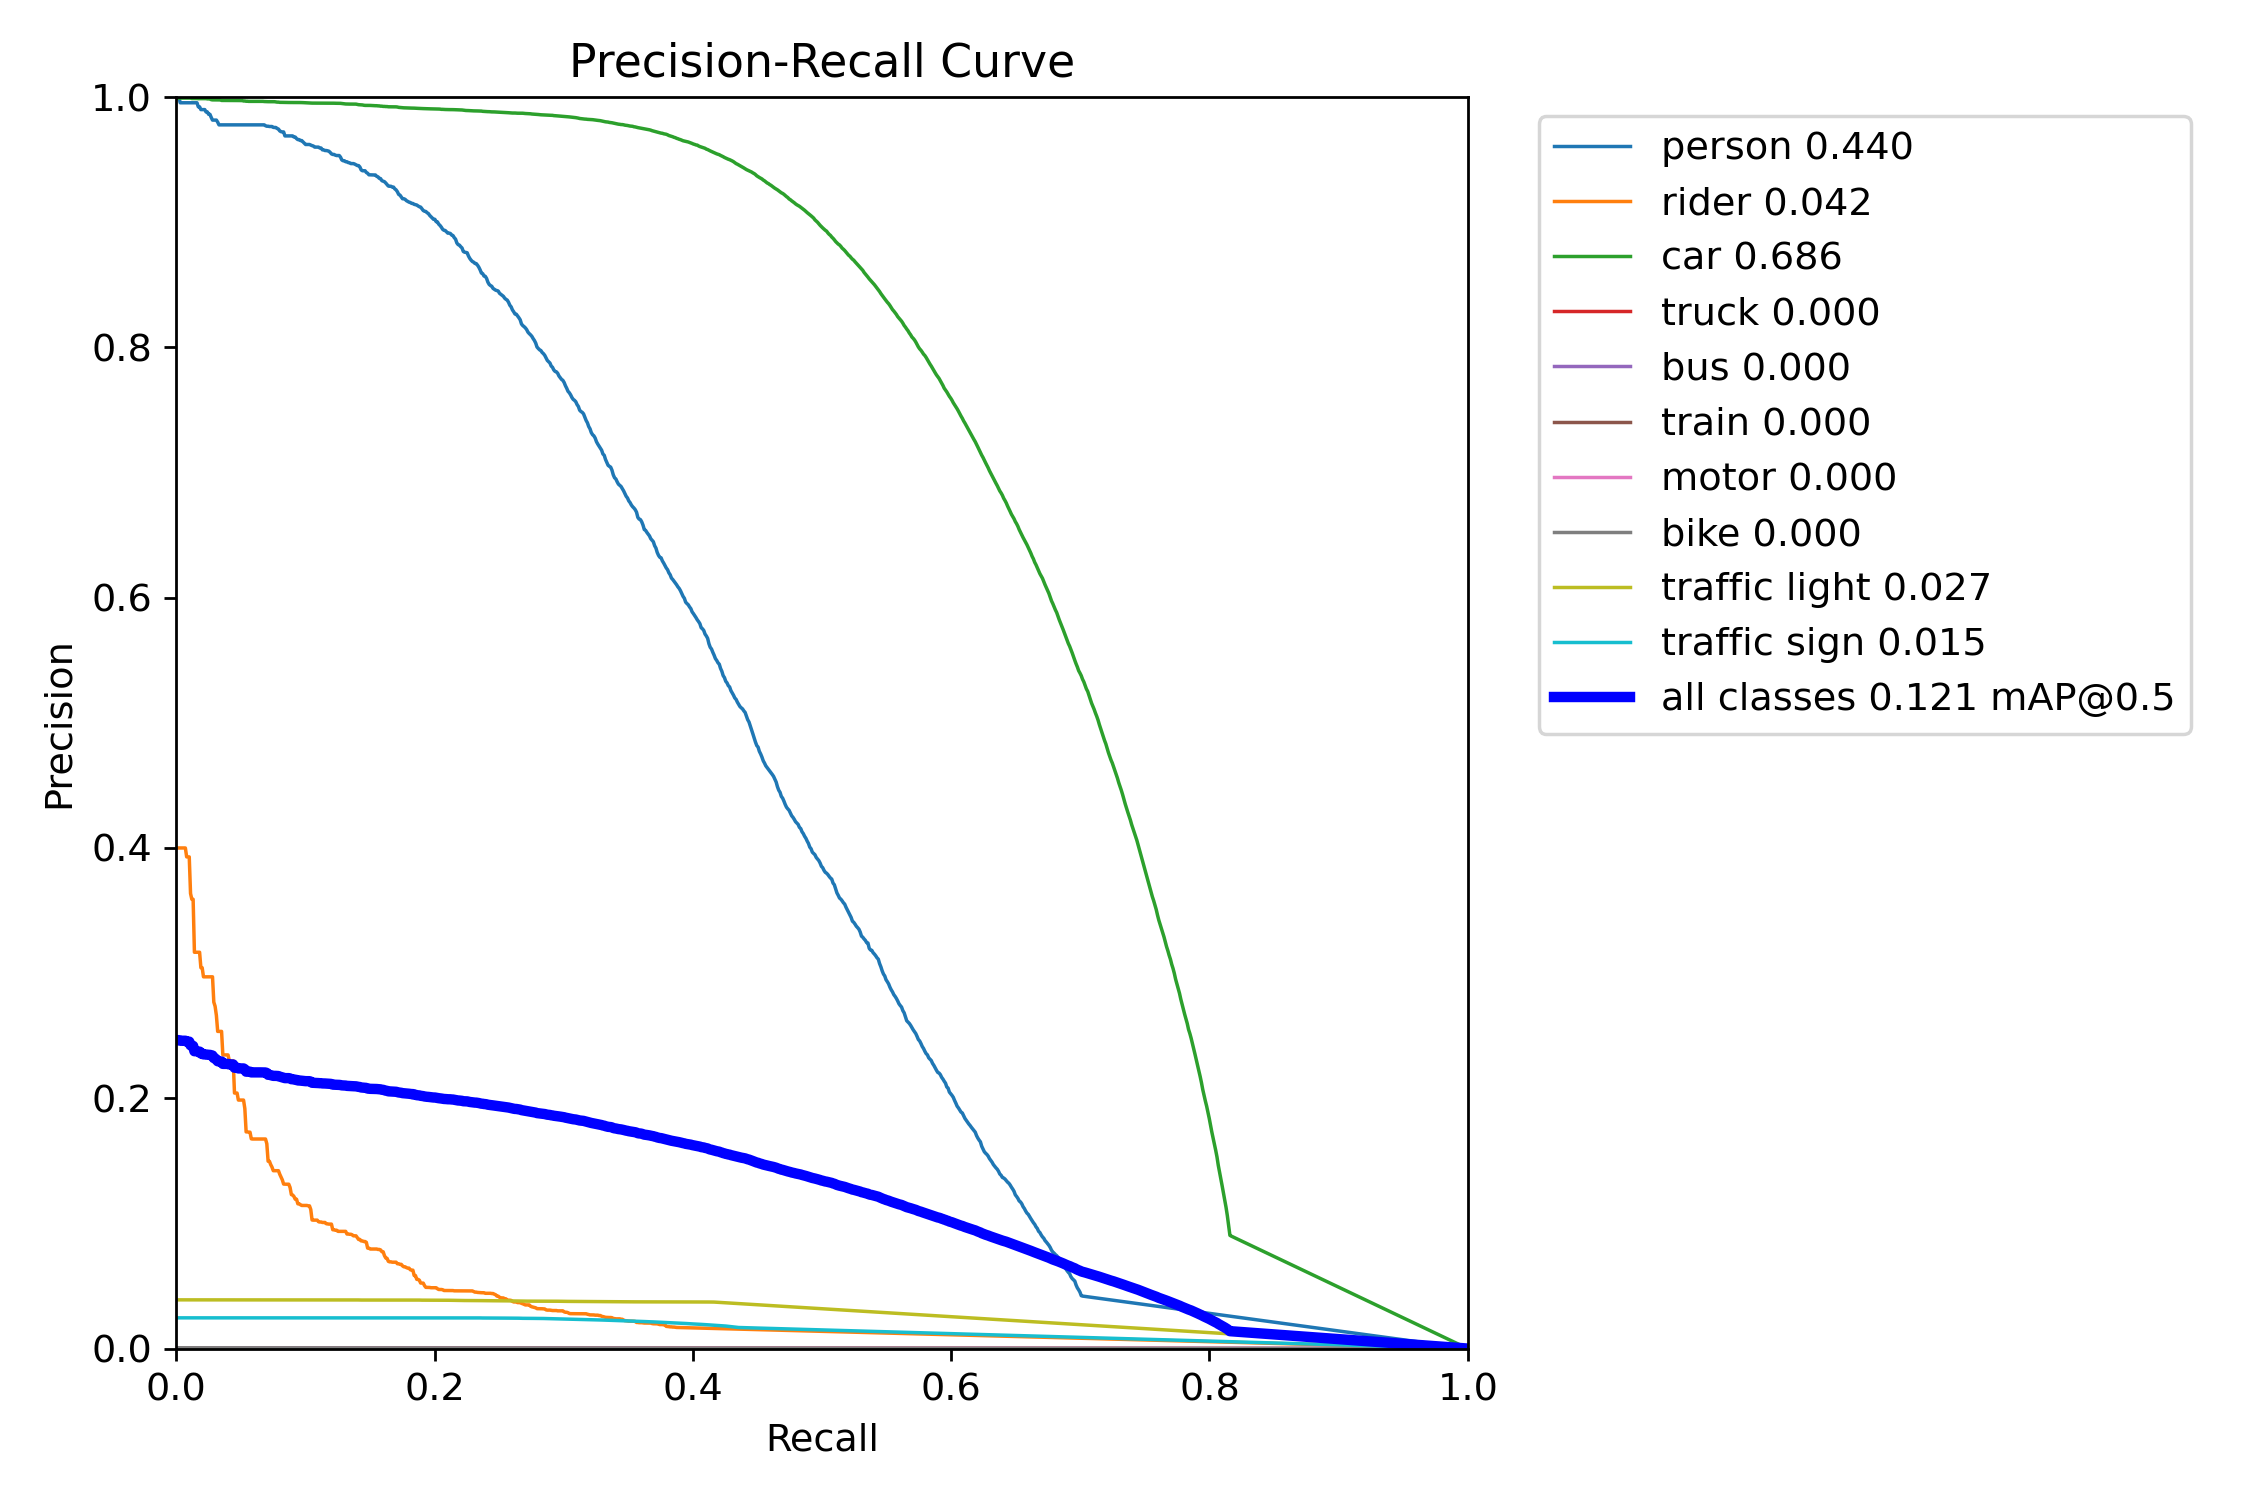 Precision-Recall Curve
1.0
0.8
0.6
0.4
0.2
0.0
Precision
0.0 0.2 0.4 0.6 0.8 1.0
Recall
person 0.440
rider 0.042
car 0.686
truck 0.000
bus 0.000
train 0.000
motor 0.000
bike 0.000
traffic light 0.027
traffic sign 0.015
all classes 0.121 mAP@0.5